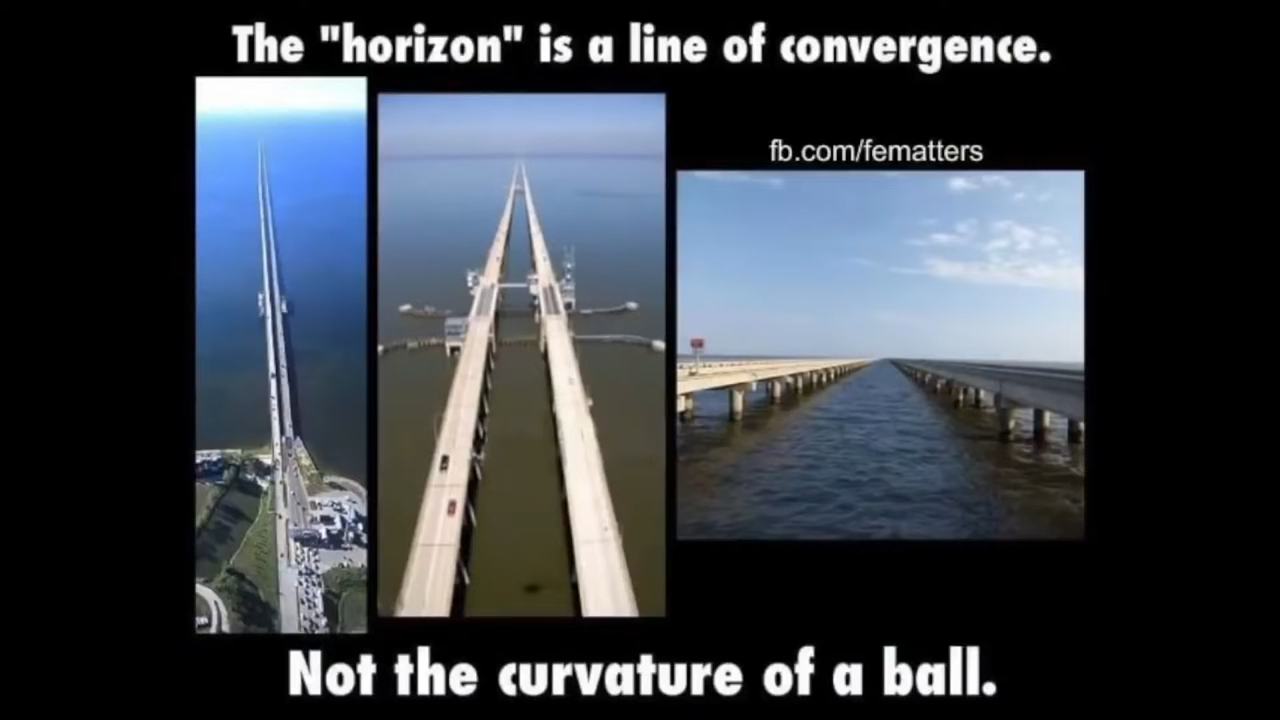 The "horizon" is a line of convergence.
fb.com/fematters
Not the curvature of a ball.